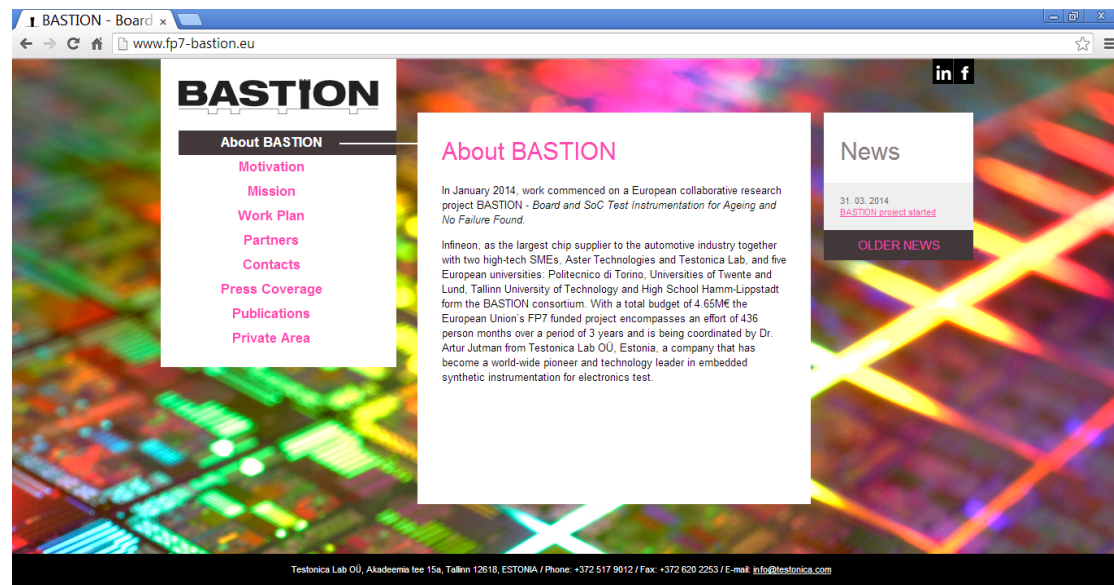 BASTION - Board
www.fp7-bastion.eu
BASTION
in f
About BASTION
Motivation
Mission
Work Plan
Partners
Contacts
Press Coverage
Publications
Private Area
About BASTION
In January 2014, work commenced on a European collaborative research
project BASTION - Board and SoC Test Instrumentation for Ageing and
No Failure Found.
Infineon, as the largest chip supplier to the automotive industry together
with two high-tech SMEs, Aster Technologies and Testonica Lab, and five
European universities: Politecnico di Torino, Universities of Twente and
Lund, Tallinn University of Technology and High School Hamm-Lippstadt
form the BASTION consortium. With a total budget of 4.65M€ the
European Union's FP7 funded project encompasses an effort of 436
person months over a period of 3 years and is being coordinated by Dr.
Artur Jutman from Testonica Lab OÜ, Estonia, a company that has
become a world-wide pioneer and technology leader in embedded
synthetic instrumentation for electronics test.
News
31. 03. 2014
BASTION project started
OLDER NEWS
Testonica Lab OÜ, Akadeemia tee 15a, Tallinn 12618, ESTONIA / Phone: +372 517 9012 / Fax: +372 620 2253 / E-mail: info@testonica.com